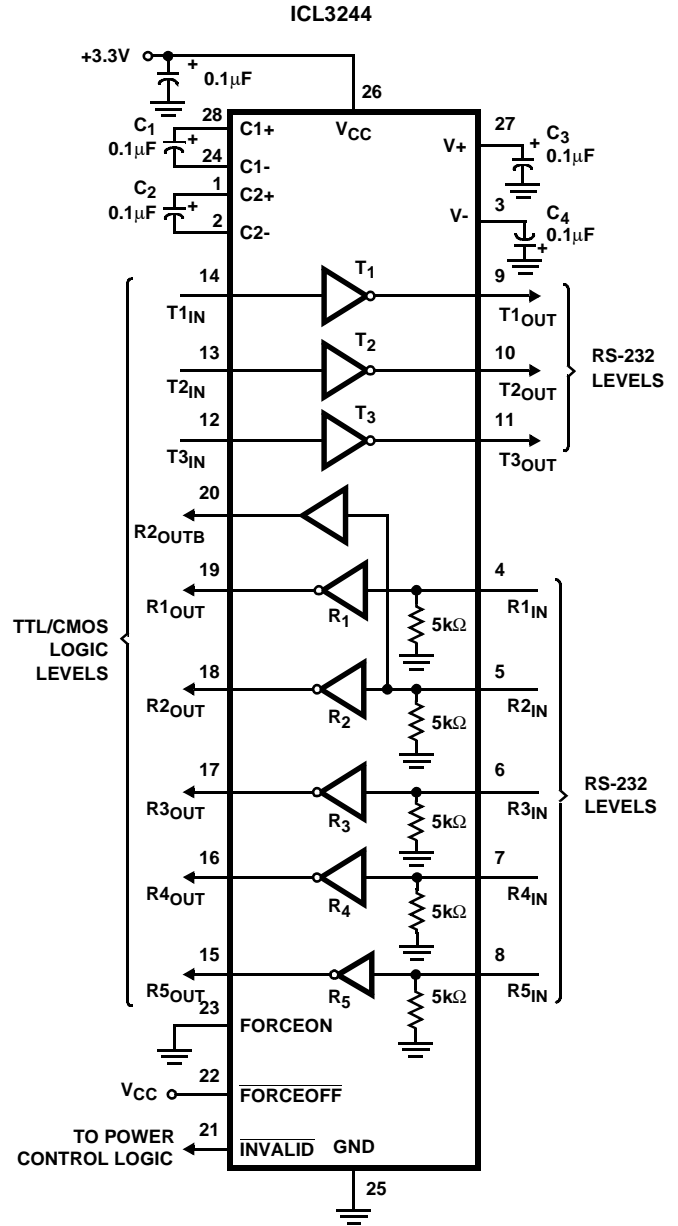 ICL3244
+3.3V
+ 0.1μF
26
28
C1+
VCC
27
V+
C1 0.1μF +
+ C3 0.1μF
24
C1-
1
C2+
C2 0.1μF +
3
V-
C4 0.1μF +
2
C2-
14
T1
9
T1IN
T1OUT
13
T2
10
T2IN
T2OUT
RS-232
LEVELS
12
T3
11
T3IN
T3OUT
20
R2OUTB
19
4
R1OUT
R1
5kΩ
R1IN
TTL/CMOS
LOGIC
LEVELS
18
5
R2OUT
R2
5kΩ
R2IN
17
6
R3OUT
R3
5kΩ
R3IN
RS-232
LEVELS
16
7
R4OUT
R4
5kΩ
R4IN
15
8
R5OUT
R5
5kΩ
R5IN
23
FORCEON
22
VCC
FORCEOFF
21
TO POWER
CONTROL LOGIC
INVALID GND
25